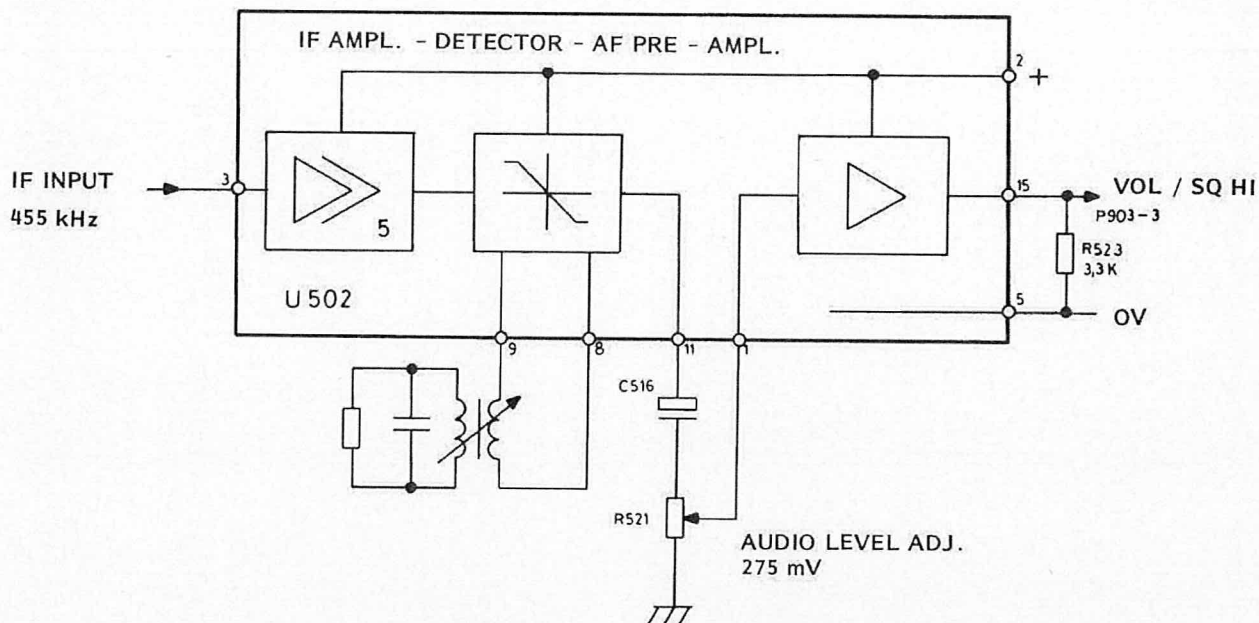 IF AMPL. - DETECTOR - AF PRE - AMPL.
2
+
IF INPUT
455 kHz
3
5
15
VOL / SQ HI
P903-3
R523
3,3K
U502
5
0V
9
8
11
1
C516
R521
AUDIO LEVEL ADJ.
275 mV